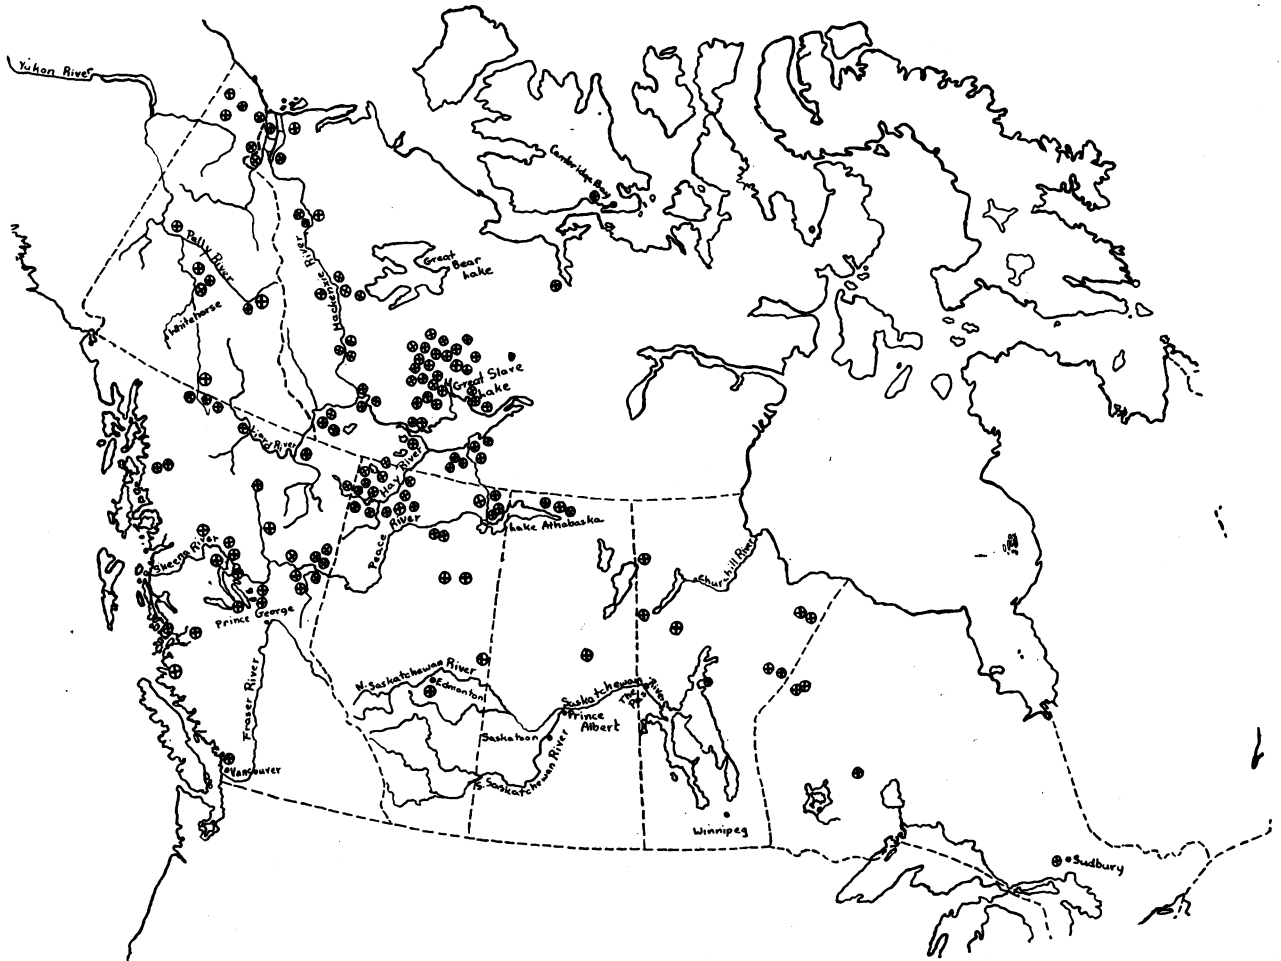 Yukon River
Cambridge Bay
Pelly River
Great
Bear
Lake
Mackenzie River
Whitehorse
Great Slave
Lake
Liard River
Hay River
Lake Athabaska
Peace River
Skeena River
Churchill River
Prince George
N. Saskatchewan River
Edmonton
Saskatchewan River
The Pas
Prince
Albert
Fraser River
Saskatoon
S. Saskatchewan River
Vancouver
Winnipeg
Sudbury